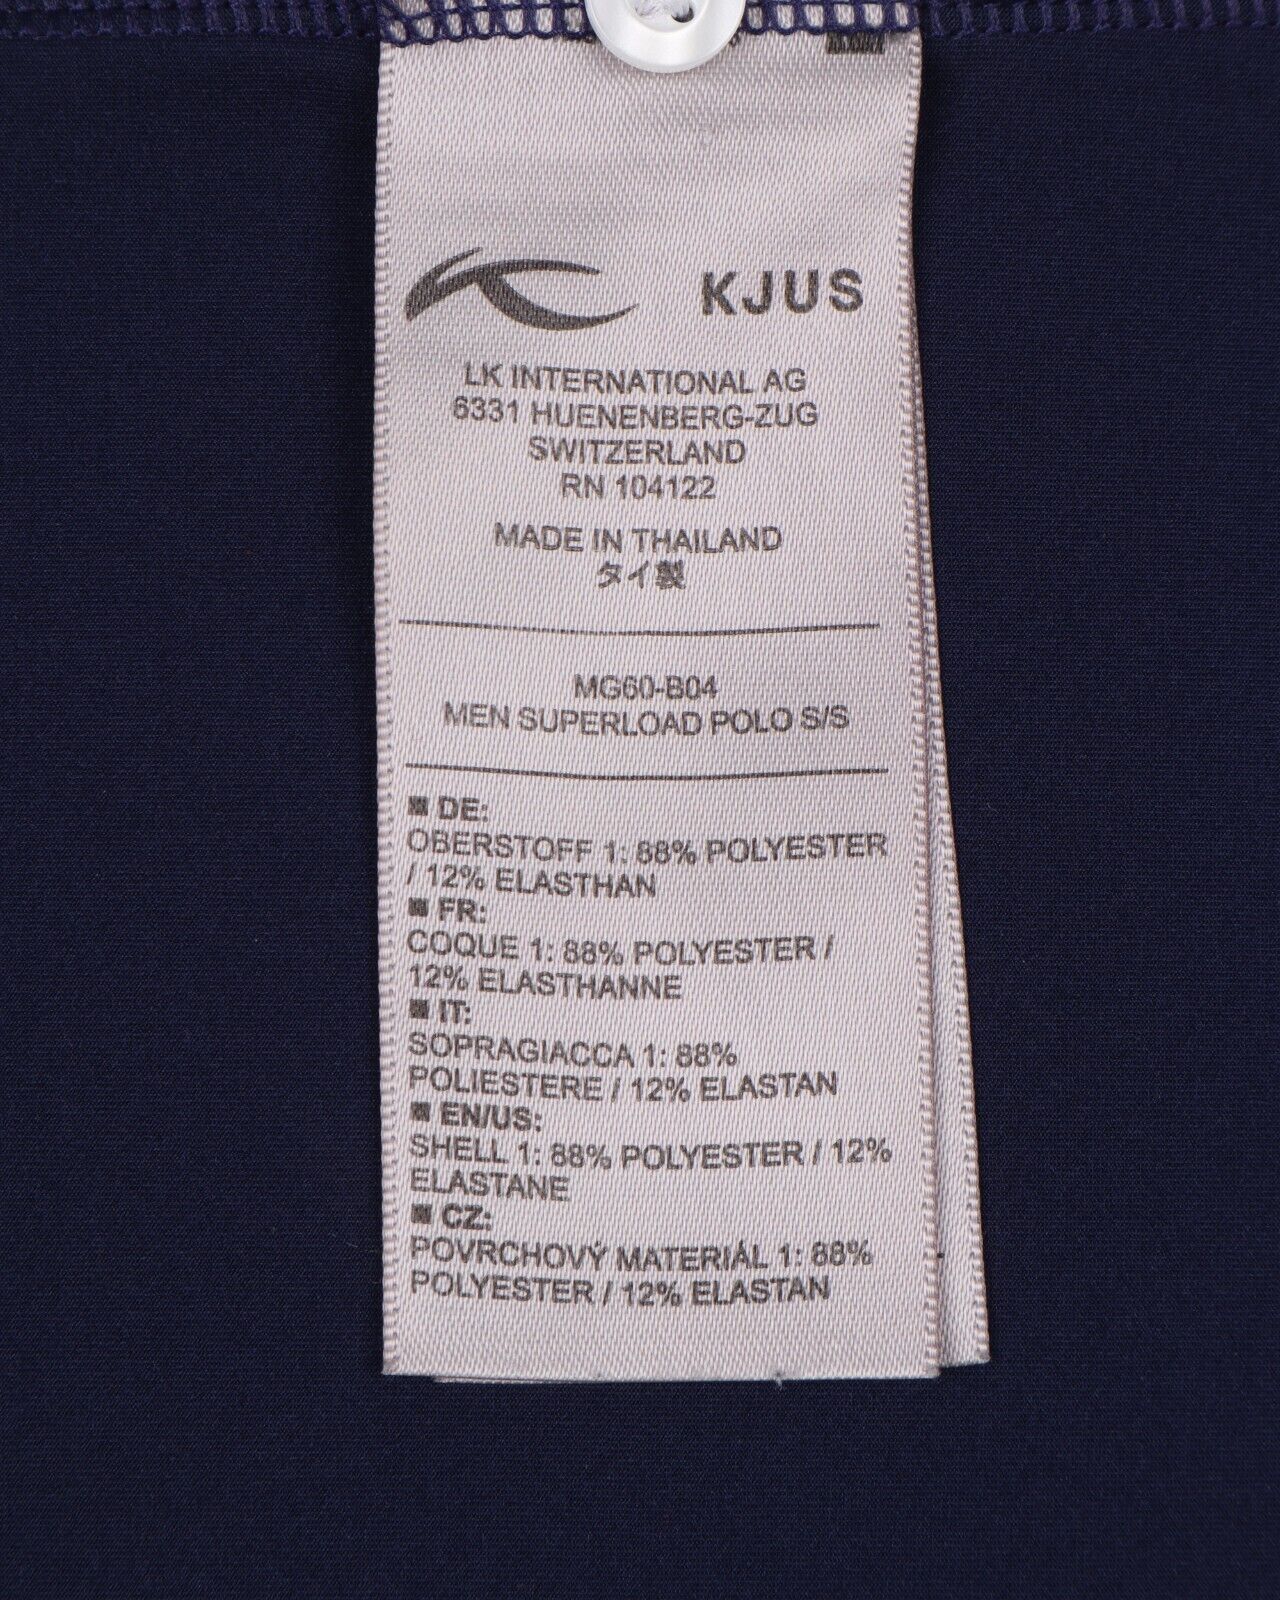 KJUS
LK INTERNATIONAL AG
6331 HUENENBERG-ZUG
SWITZERLAND
RN 104122
MADE IN THAILAND
タイ製
MG60-B04
MEN SUPERLOAD POLO S/S
■ DE:
OBERSTOFF 1: 88% POLYESTER
/ 12% ELASTHAN
■ FR:
COQUE 1: 88% POLYESTER /
12% ELASTHANNE
■ IT:
SOPRAGIACCA 1: 88%
POLIESTERE / 12% ELASTAN
■ EN/US:
SHELL 1: 88% POLYESTER / 12%
ELASTANE
■ CZ:
POVRCHOVÝ MATERIÁL 1: 88%
POLYESTER / 12% ELASTAN